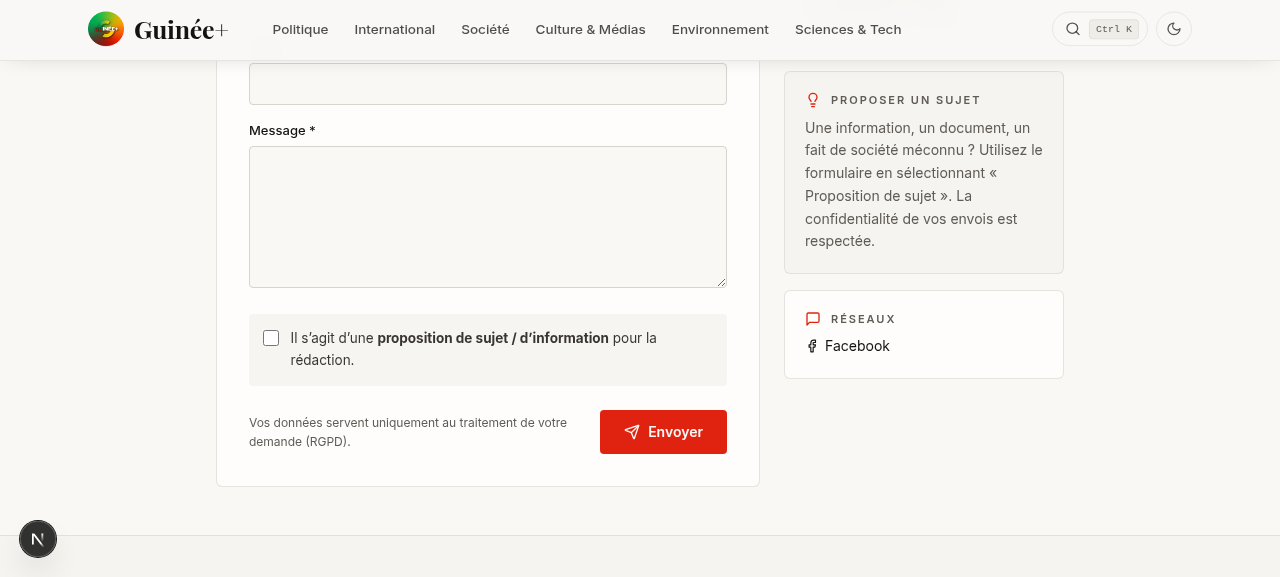 Guinée+
Politique
International
Société
Culture & Médias
Environnement
Sciences & Tech
Ctrl K
Message *
Il s’agit d’une proposition de sujet / d’information pour la
rédaction.
Vos données servent uniquement au traitement de votre
demande (RGPD).
Envoyer
PROPOSER UN SUJET
Une information, un document, un
fait de société méconnu ? Utilisez le
formulaire en sélectionnant «
Proposition de sujet ». La
confidentialité de vos envois est
respectée.
RÉSEAUX
Facebook
N